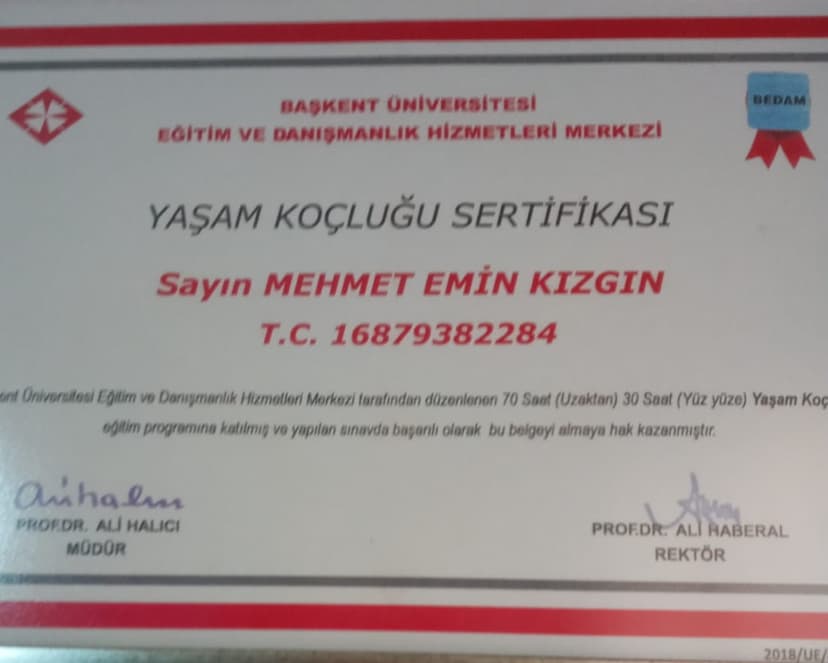 BAŞKENT ÜNİVERSİTESİ
EĞİTİM VE DANIŞMANLIK HİZMETLERİ MERKEZİ
BEDAM
YAŞAM KOÇLUĞU SERTİFİKASI
Sayın MEHMET EMİN KIZGIN
T.C. 16879382284
ent Üniversitesi Eğitim ve Danışmanlık Hizmetleri Merkezi tarafından düzenlenen 70 Saat (Uzaktan) 30 Saat (Yüz yüze) Yaşam Koç
eğitim programına katılmış ve yapılan sınavda başarılı olarak bu belgeyi almaya hak kazanmıştır.
PROF.DR. ALİ HALICI
MÜDÜR
PROF.DR. ALİ HABERAL
REKTÖR
2018/UE/